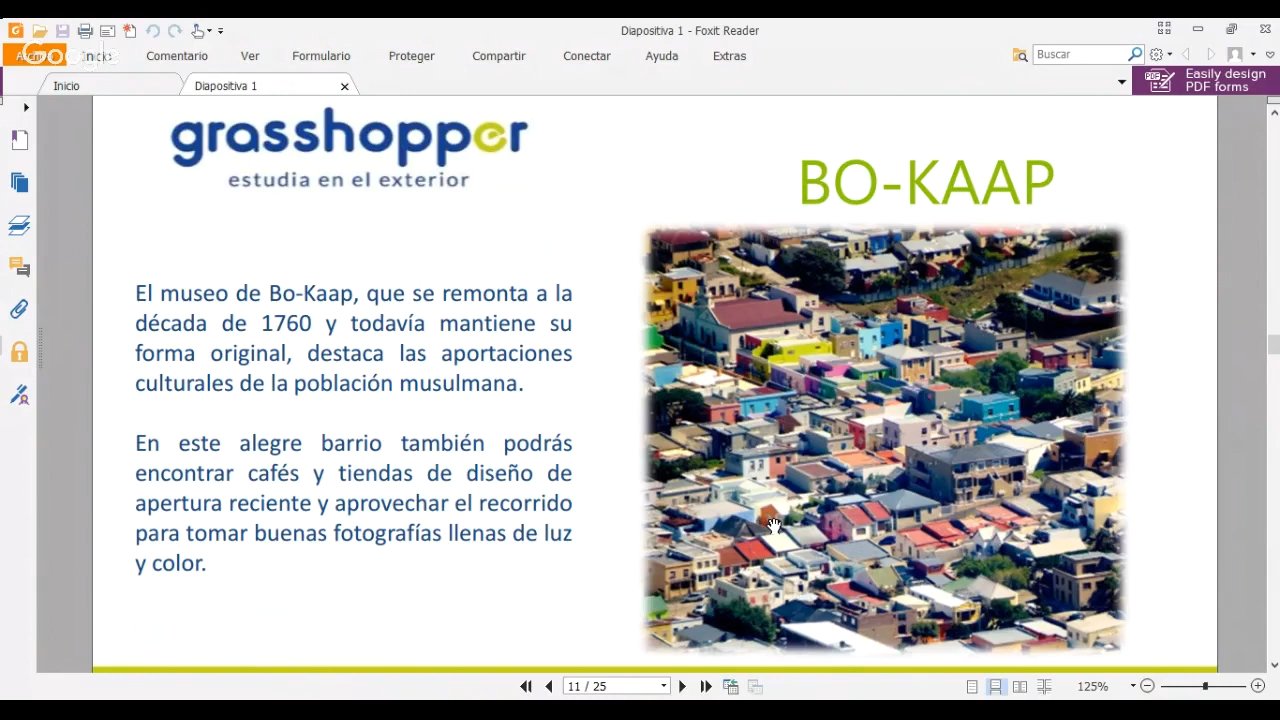 Diapositiva 1 - Foxit Reader
Google
Comentario Ver Formulario Proteger Compartir Conectar Ayuda Extras
Buscar
Inicio
Diapositiva 1
Easily design
PDF forms
grasshopper
estudia en el exterior
BO-KAAP
El museo de Bo-Kaap, que se remonta a la
década de 1760 y todavía mantiene su
forma original, destaca las aportaciones
culturales de la población musulmana.
En este alegre barrio también podrás
encontrar cafés y tiendas de diseño de
apertura reciente y aprovechar el recorrido
para tomar buenas fotografías llenas de luz
y color.
11 / 25
125%